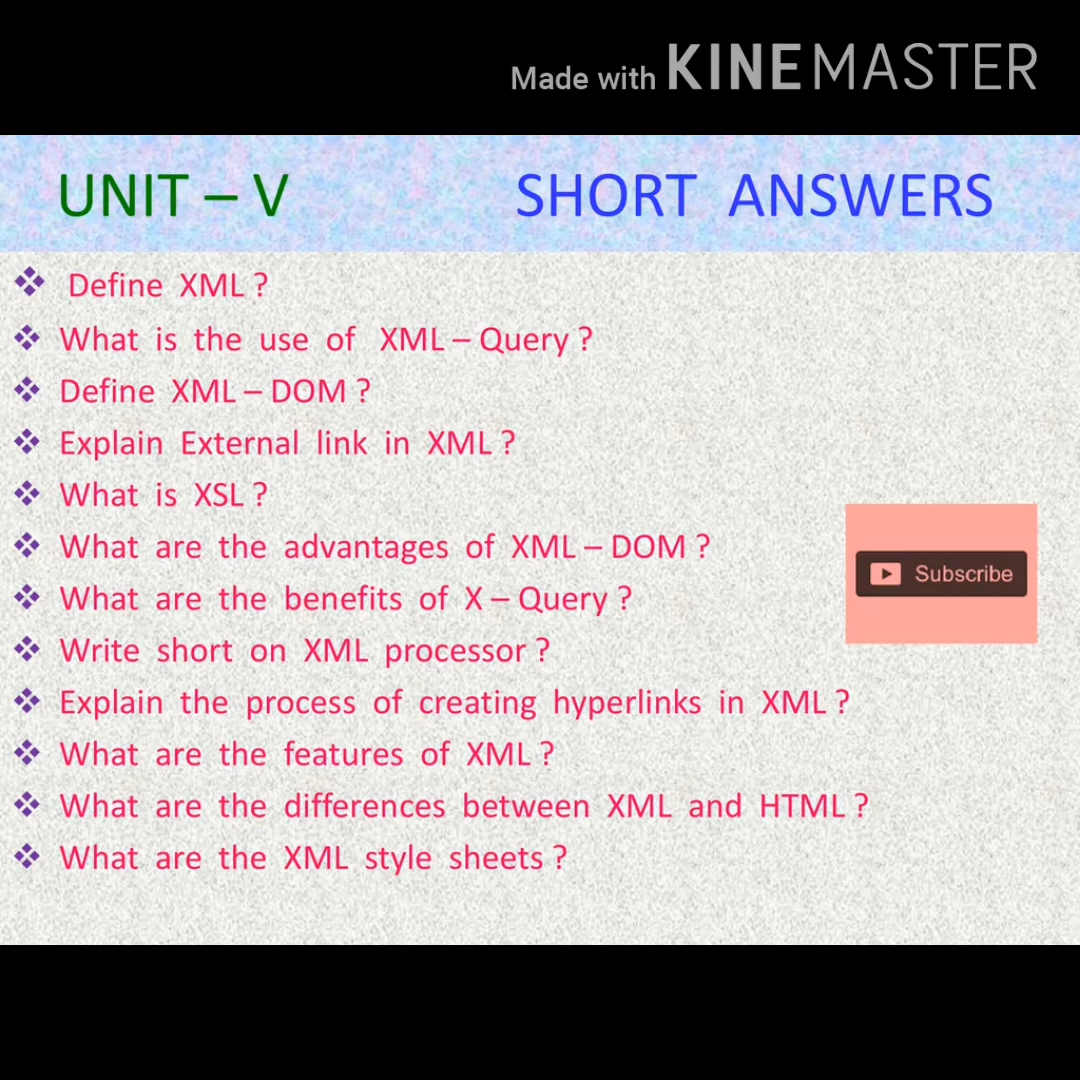 Made with KINEMASTER
UNIT – V SHORT ANSWERS
Define XML ?
What is the use of XML – Query ?
Define XML – DOM ?
Explain External link in XML ?
What is XSL ?
What are the advantages of XML – DOM ?
Subscribe
What are the benefits of X – Query ?
Write short on XML processor ?
Explain the process of creating hyperlinks in XML ?
What are the features of XML ?
What are the differences between XML and HTML ?
What are the XML style sheets ?